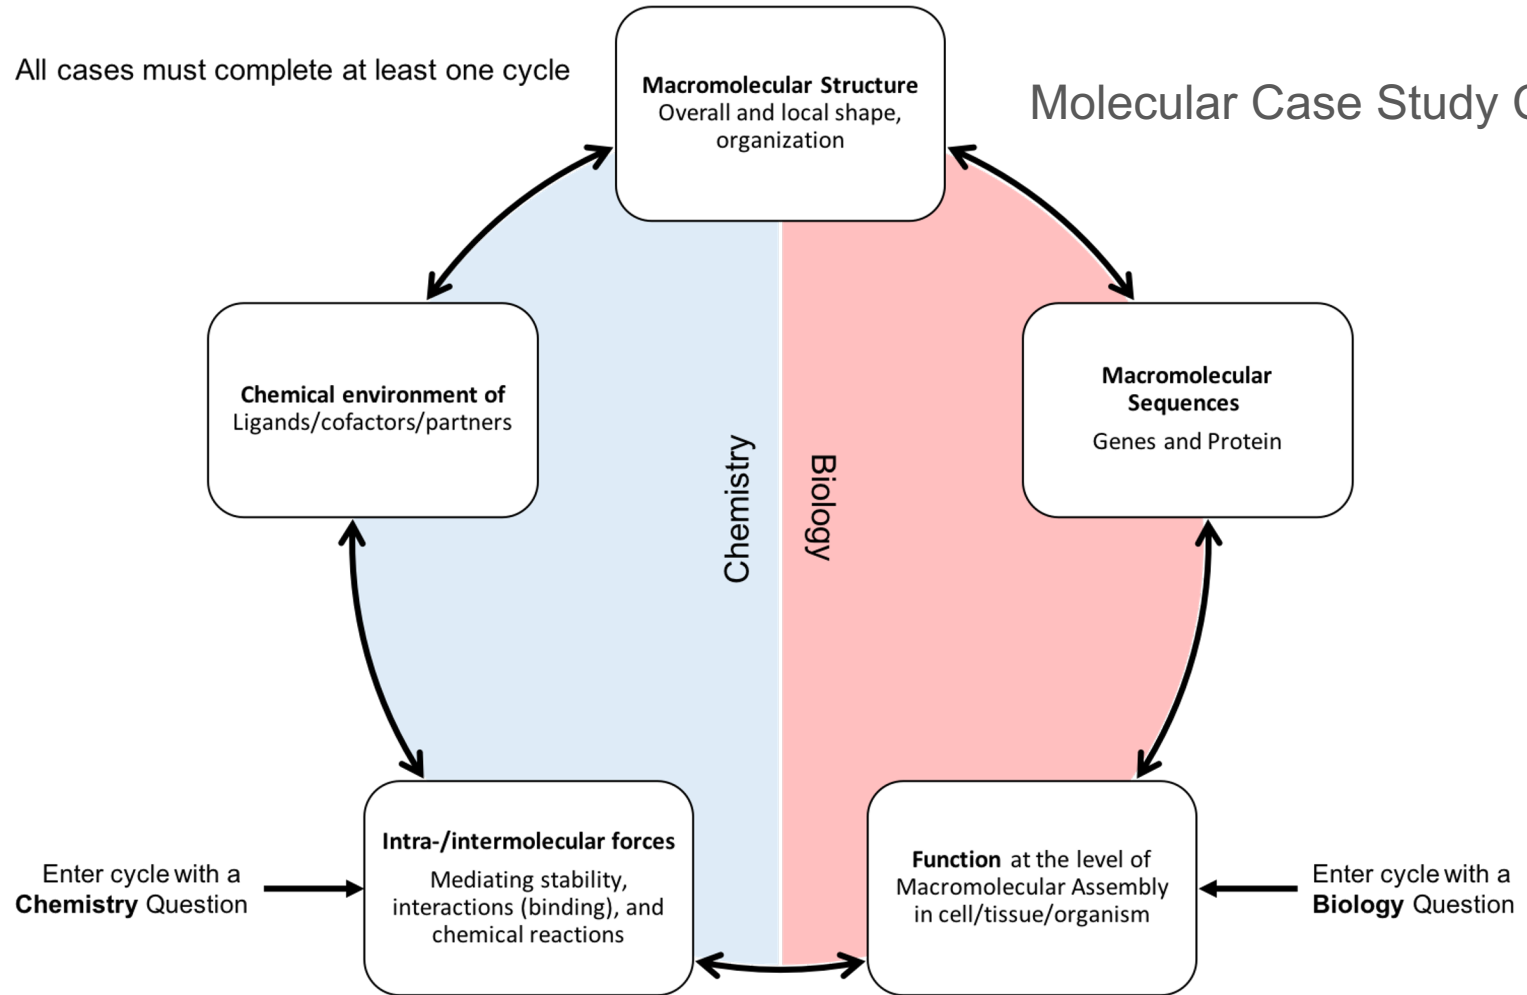 All cases must complete at least one cycle
Molecular Case Study
Macromolecular Structure
Overall and local shape,
organization
Chemical environment of
Ligands/cofactors/partners
Macromolecular
Sequences
Genes and Protein
Chemistry
Biology
Intra-/intermolecular forces
Mediating stability,
interactions (binding), and
chemical reactions
Function at the level of
Macromolecular Assembly
in cell/tissue/organism
Enter cycle with a
Chemistry Question
Enter cycle with a
Biology Question